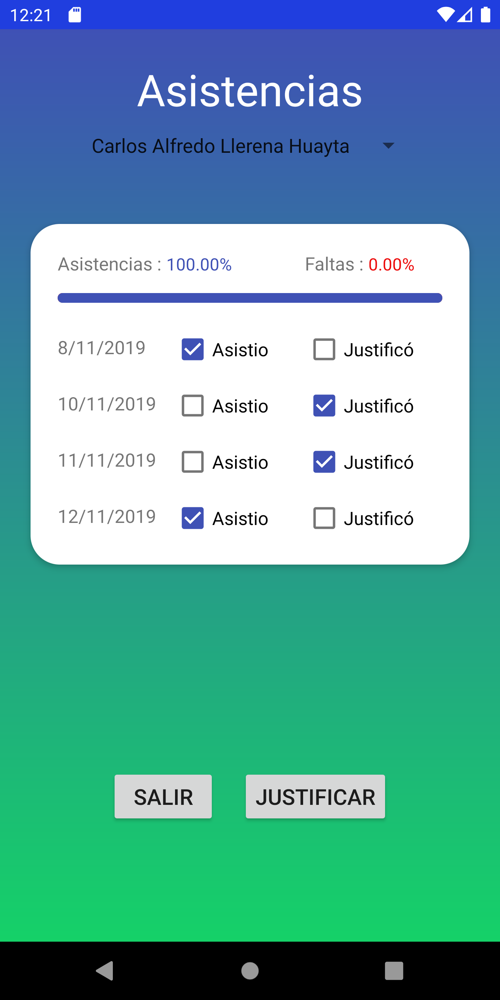 12:21
Asistencias
Carlos Alfredo Llerena Huayta
Asistencias : 100.00% Faltas : 0.00%
8/11/2019 Asistio Justificó
10/11/2019 Asistio Justificó
11/11/2019 Asistio Justificó
12/11/2019 Asistio Justificó
SALIR JUSTIFICAR